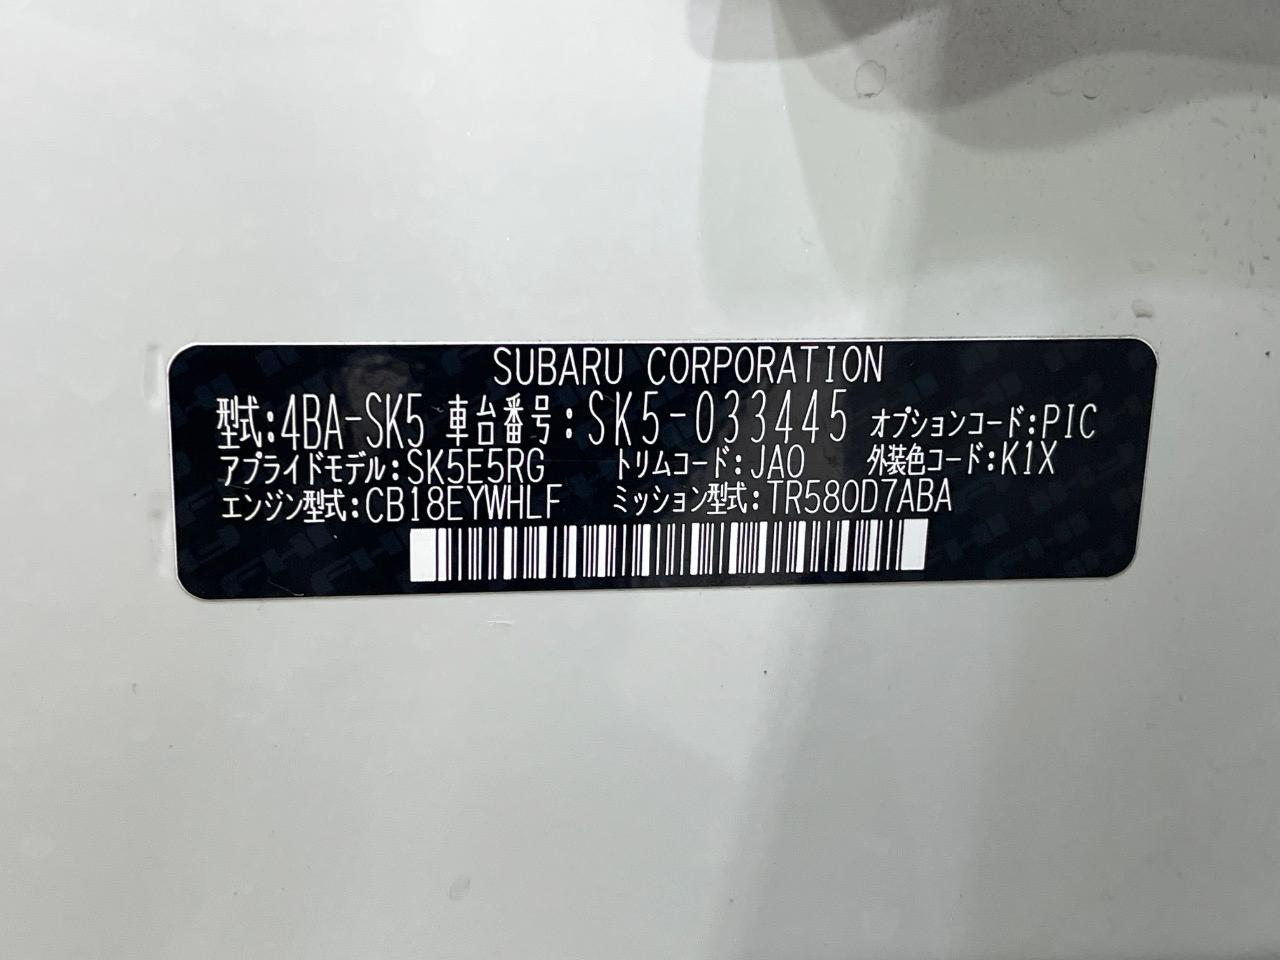 SUBARU CORPORATION
型式:4BA-SK5 車台番号:SK5-033445 オプションコード:PIC
アプライドモデル:SK5E5RG トリムコード:JAO 外装色コード:K1X
エンジン型式:CB18EYWHLF ミッション型式:TR580D7ABA